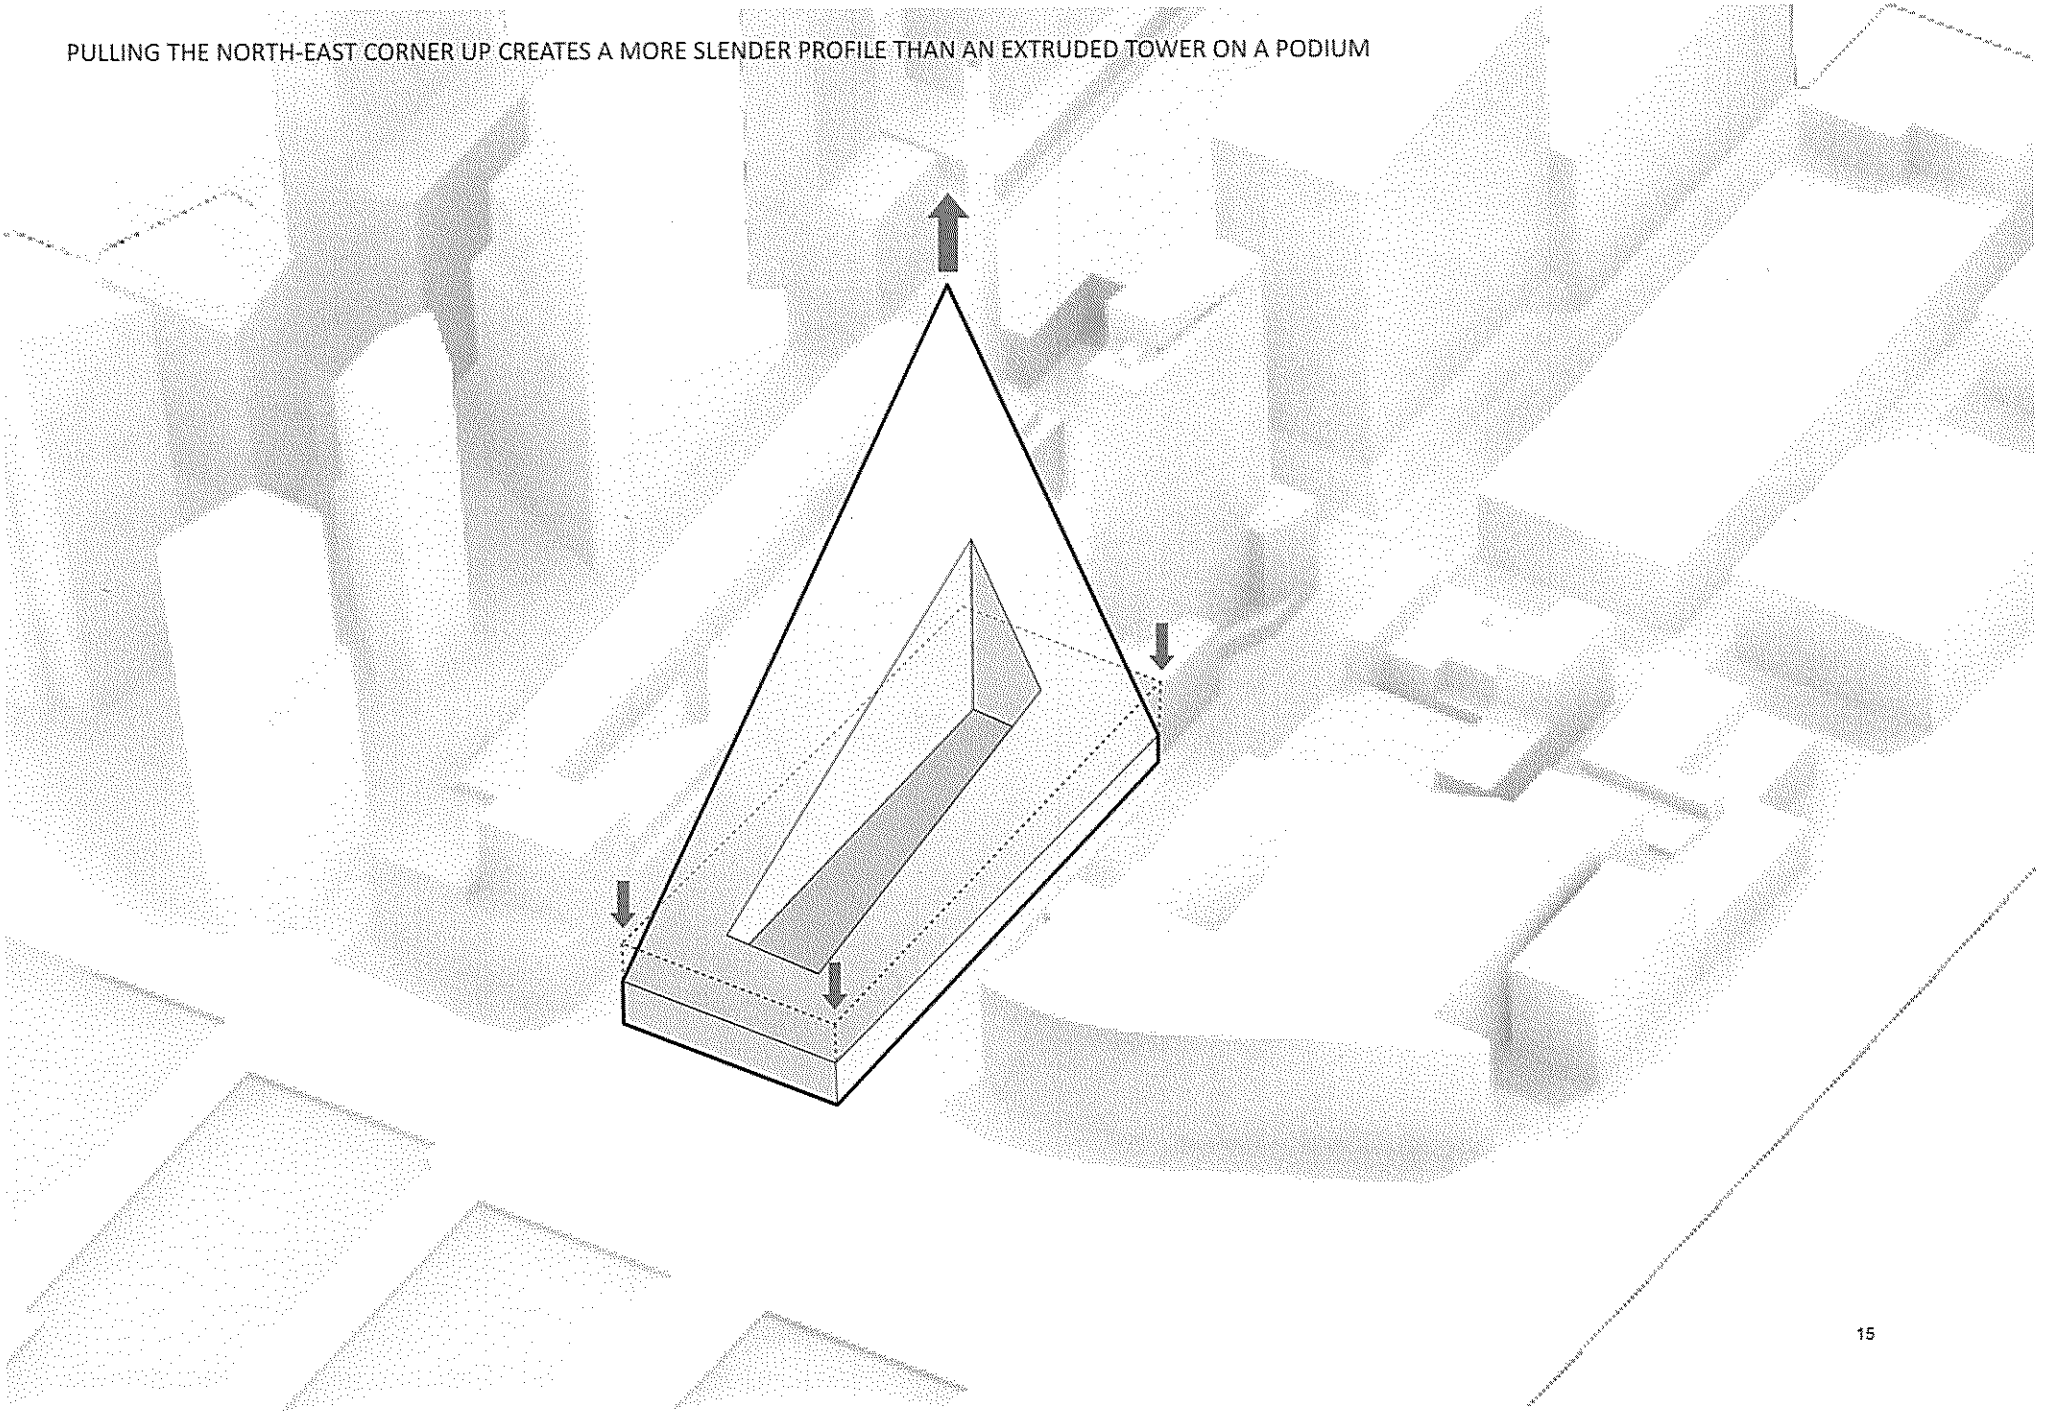 PULLING THE NORTH-EAST CORNER UP CREATES A MORE SLENDER PROFILE THAN AN EXTRUDED TOWER ON A PODIUM
15